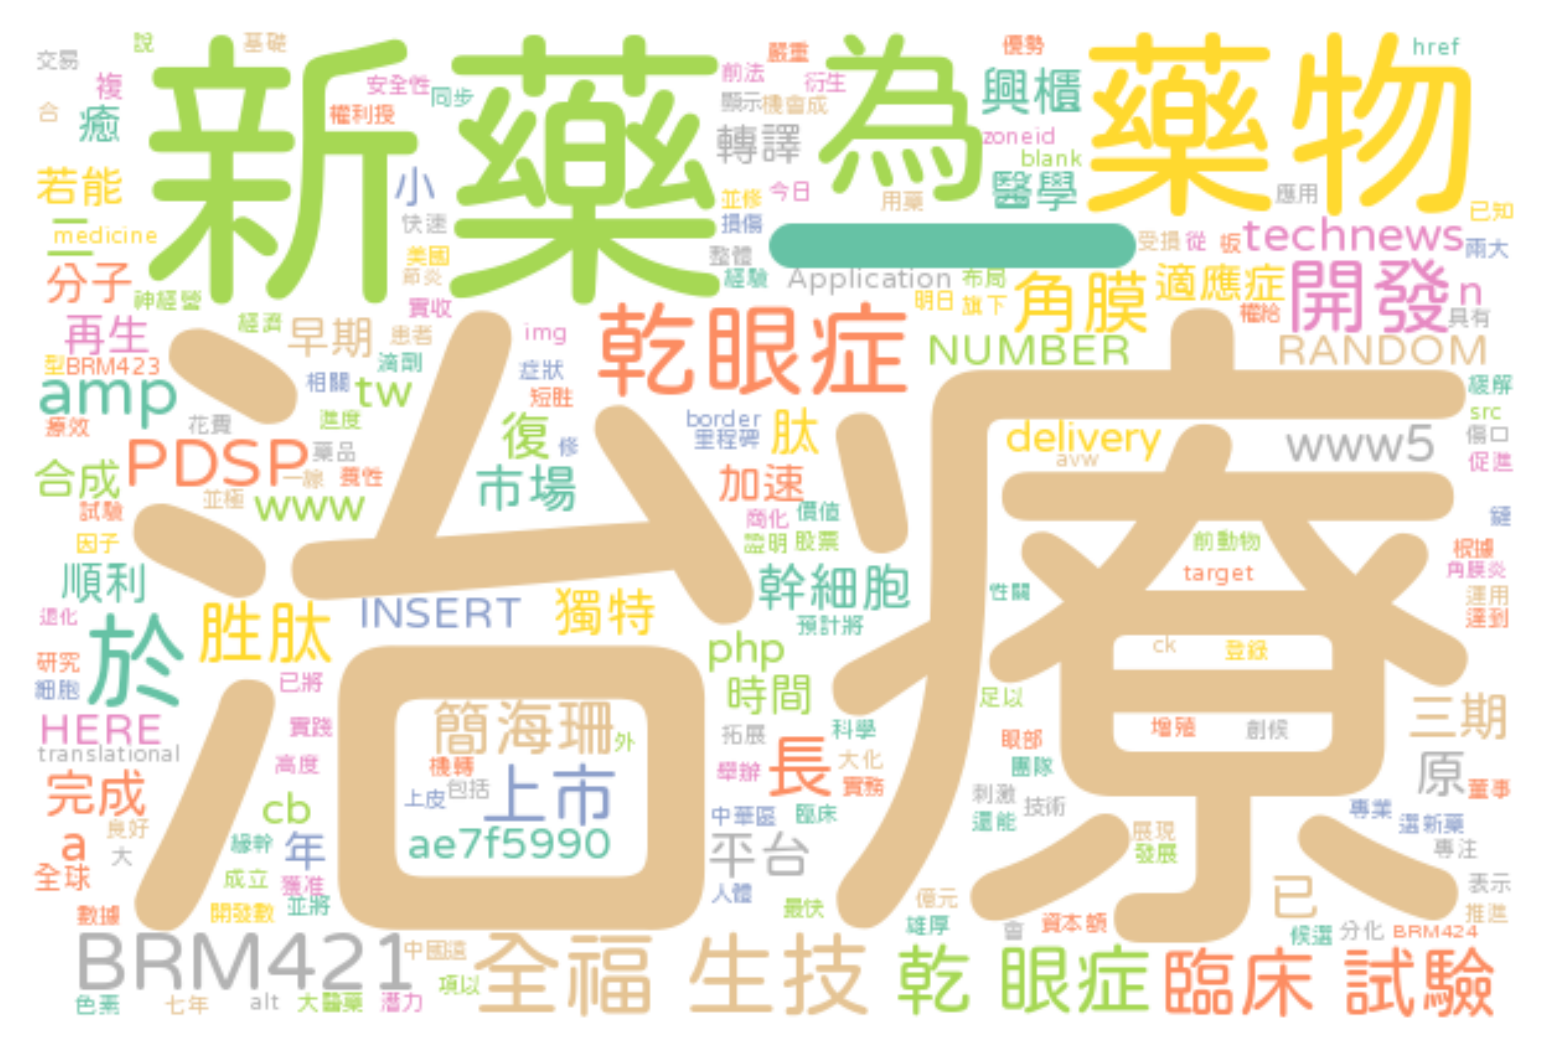 新藥 為 藥物
治療
一
交易 說 基礎
嚴重 優勢 href
複 安全性 同步 前法 衍生 興櫃
合 癒 權利授 顯示 機會成
轉譯 zoneid blank
若能 小 並修 今日 用藥 醫學 應用 已知
二 medicine 快速 損傷 受損 從 板 technews 兩大
美國 整體
分子 神經營 節炎 經驗 Application 布局 角膜 適應症 開發 n
實收 明日 旗下 權給 具有
再生 經濟 早期 患者 img 乾眼症 NUMBER RANDOM
型 BRM423 滴劑 症狀
amp 相關 tw 短胜 緩解
療效 花費 進度 復 修 border 里程碑 肽 delivery www5 src 傷口
PDSP 藥品 avw 促進
合成 一線 養性 市場 加速
試驗 並極 www 商化 價值 鏈
因子 證明 股票 前動物 根據
順利 幹細胞 target 角膜炎
退化 胜肽 INSERT 獨特 預計將 性關 運用 達到
研究 於 php ck 登錄
細胞 已將 時間 足以
HERE 實踐 簡海珊 外 拓展 科學 增殖 創候 三期
translational 高度 機轉 長 大化 眼部 團隊
完成 上皮 包括 上市 舉辦 實務 刺激 技術 原 董事
cb 中華區 臨床 還能 專業 選新藥
a 良好 大 緣幹 年 ae7f5990 平台 展現 發展 專注
全球 成立 獲准 人體 最快 億元 已 表示
數據 開發數 並將 雄厚 會 資本額 候選 分化 BRM424 推進
BRM421 中國遠 全福 生技 乾 眼症 臨床 試驗
色素 七年 alt 大醫藥 潛力 項以